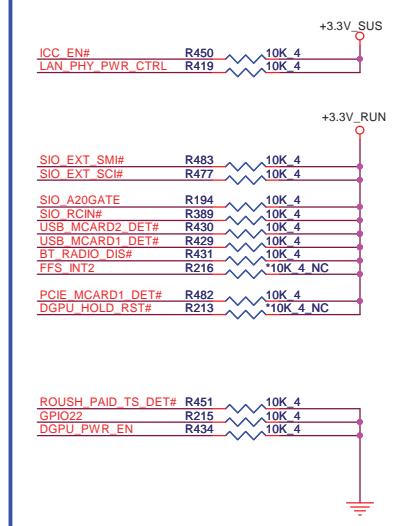 +3.3V_SUS
ICC_EN# R450 10K_4
LAN_PHY_PWR_CTRL R419 10K_4
+3.3V_RUN
SIO_EXT_SMI# R483 10K_4
SIO_EXT_SCI# R477 10K_4
SIO_A20GATE R194 10K_4
SIO_RCIN# R389 10K_4
USB_MCARD2_DET# R430 10K_4
USB_MCARD1_DET# R429 10K_4
BT_RADIO_DIS# R431 10K_4
FFS_INT2 R216 *10K_4_NC
PCIE_MCARD1_DET# R482 10K_4
DGPU_HOLD_RST# R213 *10K_4_NC
ROUSH_PAID_TS_DET# R451 10K_4
GPIO22 R215 10K_4
DGPU_PWR_EN R434 10K_4